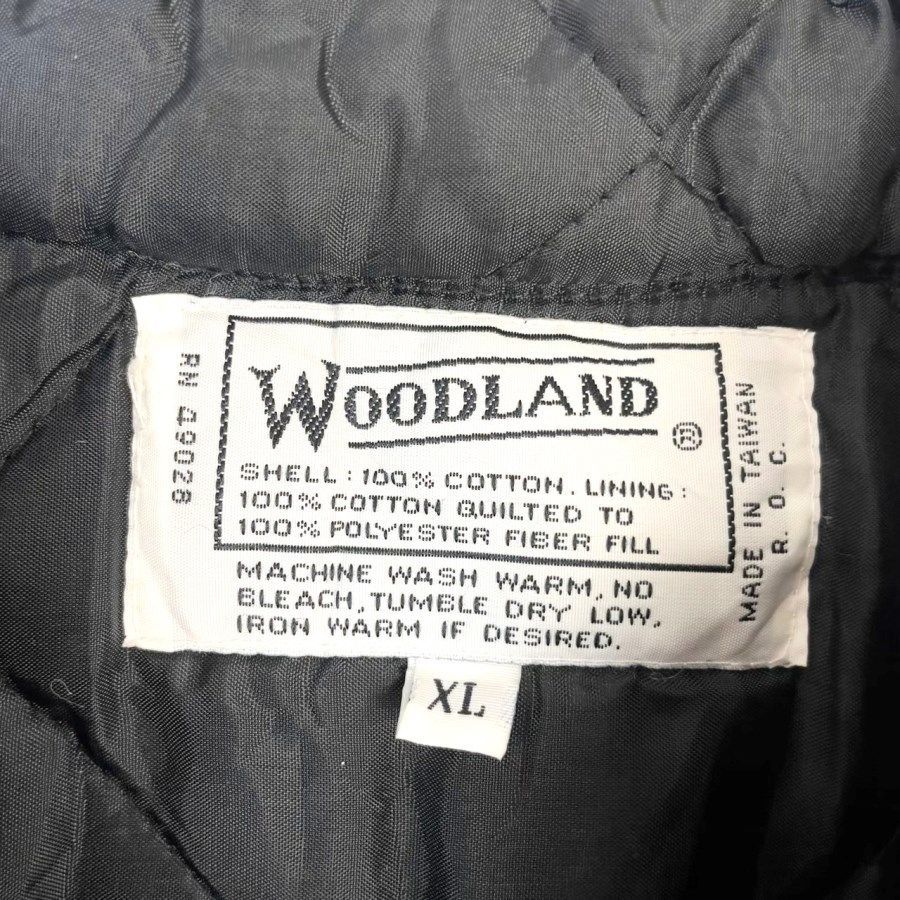 WOODLAND ®
SHELL: 100% COTTON. LINING:
100% COTTON QUILTED TO
100% POLYESTER FIBER FILL
MACHINE WASH WARM, NO
BLEACH, TUMBLE DRY LOW,
IRON WARM IF DESIRED.
RN 49026
MADE IN TAIWAN
R. O. C.
XL